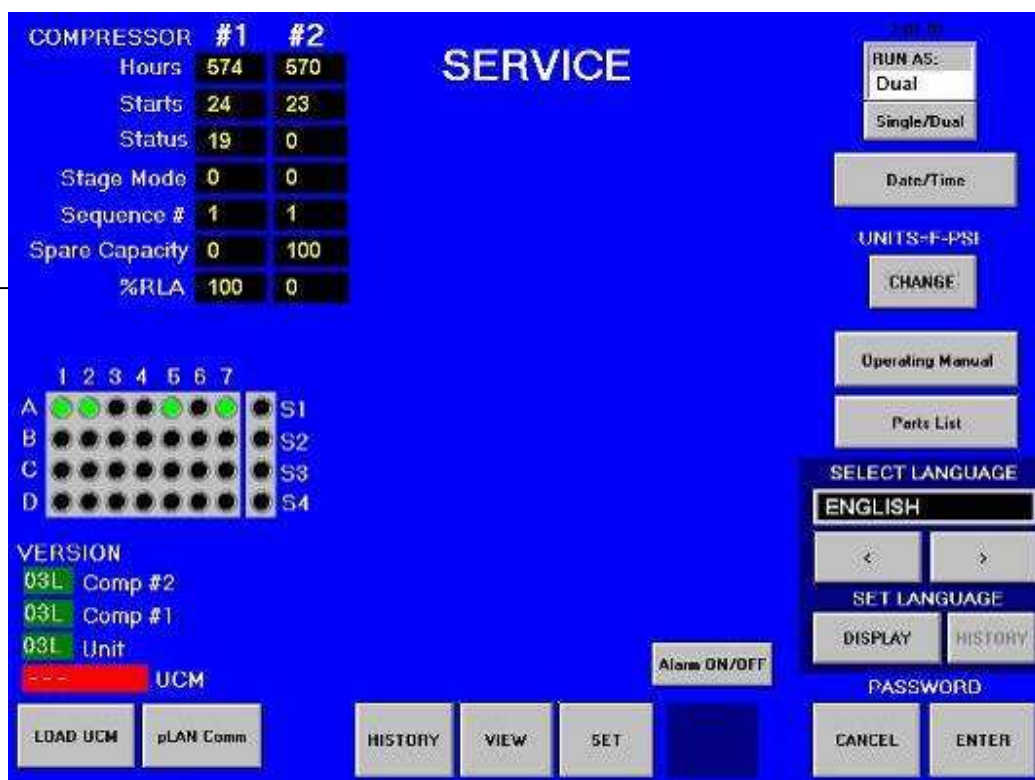 COMPRESSOR #1 #2
Hours 574 570
Starts 24 23
Status 19 0
Stage Mode 0 0
Sequence # 1 1
Spare Capacity 0 100
%RLA 100 0
SERVICE
RUN AS:
Dual
Single/Dual
Date/Time
UNITS=F-PSI
CHANGE
Operating Manual
Parts List
1 2 3 4 5 6 7
A S1
B S2
C S3
D S4
SELECT LANGUAGE
ENGLISH
< >
SET LANGUAGE
DISPLAY HISTORY
VERSION
03L Comp #2
03L Comp #1
03L Unit
--- UCM
Alarm ON/OFF
PASSWORD
LOAD UCM pLAN Comm HISTORY VIEW SET CANCEL ENTER